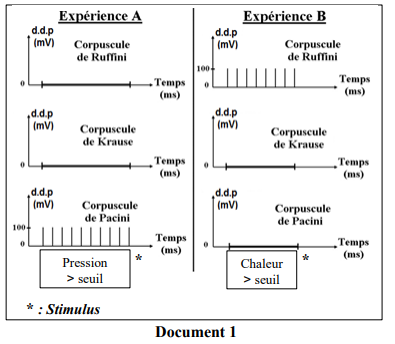 Expérience A
d.d.p
(mV)
Corpuscule
de Ruffini
0
Temps
(ms)
d.d.p
(mV)
Corpuscule
de Krause
0
Temps
(ms)
d.d.p
(mV)
Corpuscule
de Pacini
100
0
Temps
(ms)
Pression
> seuil
*
Expérience B
d.d.p
(mV)
Corpuscule
de Ruffini
100
0
Temps
(ms)
d.d.p
(mV)
Corpuscule
de Krause
0
Temps
(ms)
d.d.p
(mV)
Corpuscule
de Pacini
0
Temps
(ms)
Chaleur
> seuil
*
* : Stimulus
Document 1